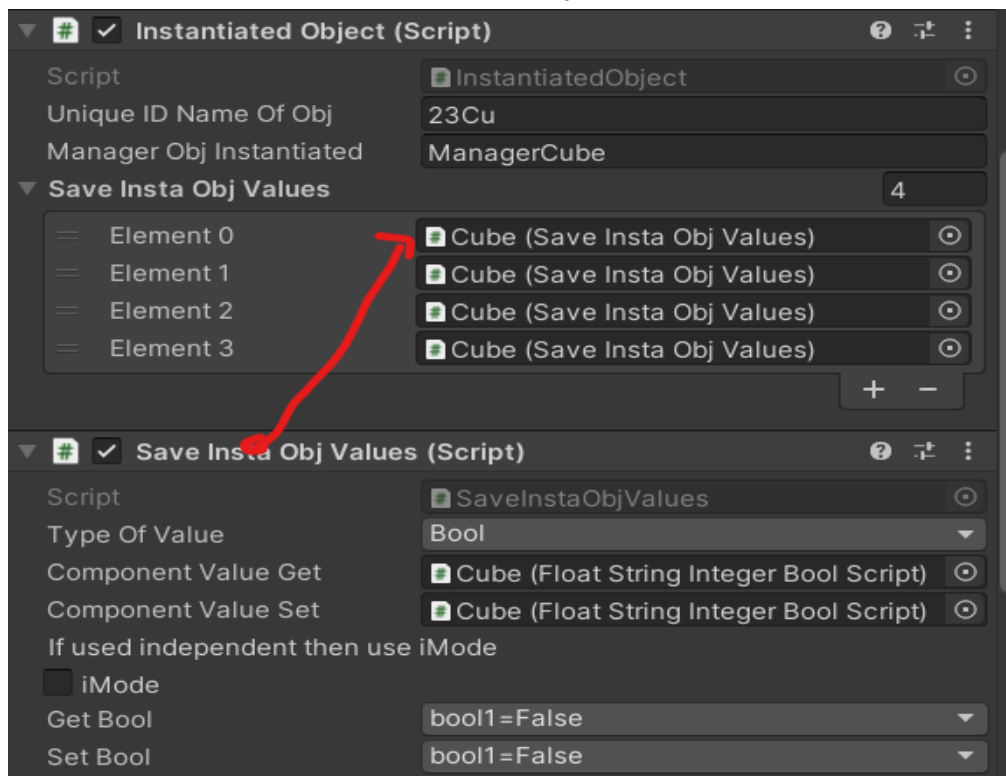 Instantiated Object (Script)
Script InstantiatedObject
Unique ID Name Of Obj 23Cu
Manager Obj Instantiated ManagerCube
Save Insta Obj Values 4
Element 0 Cube (Save Insta Obj Values)
Element 1 Cube (Save Insta Obj Values)
Element 2 Cube (Save Insta Obj Values)
Element 3 Cube (Save Insta Obj Values)
+ −
Save Insta Obj Values (Script)
Script SaveInstaObjValues
Type Of Value Bool
Component Value Get Cube (Float String Integer Bool Script)
Component Value Set Cube (Float String Integer Bool Script)
If used independent then use iMode
iMode
Get Bool bool1=False
Set Bool bool1=False